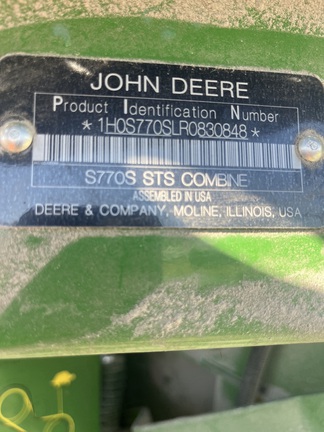 JOHN DEERE
Product Identification Number
*1H0S770SLR0830848*
S770S STS COMBINE
ASSEMBLED IN USA
DEERE & COMPANY, MOLINE, ILLINOIS, USA